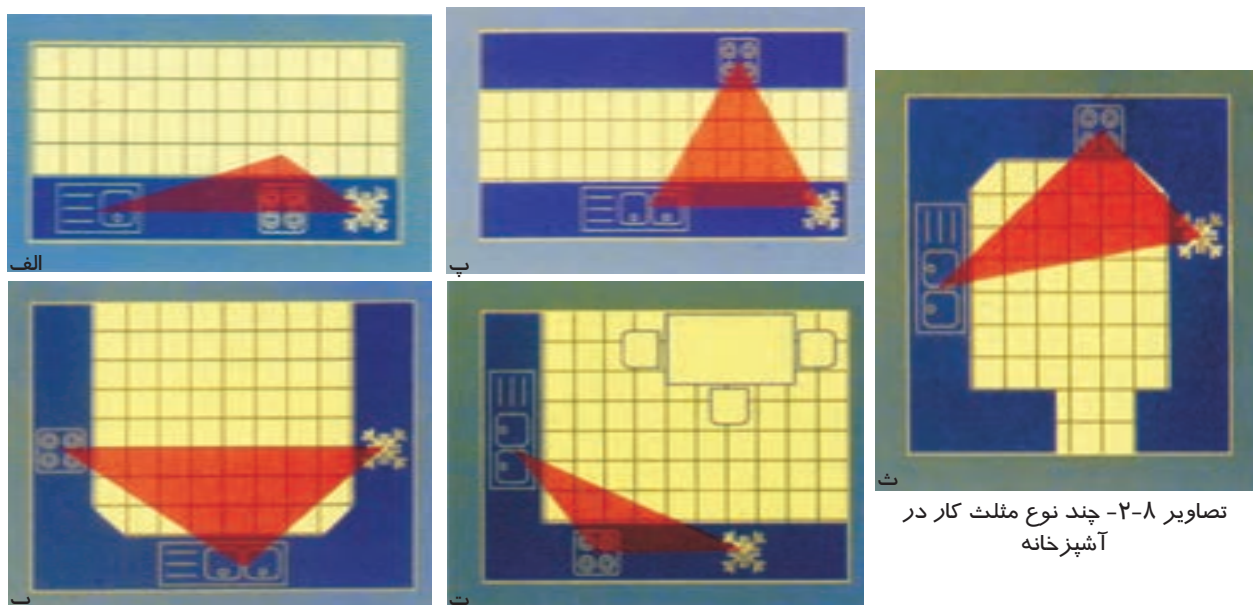 الف
پ
ب
ت
ث
تصاویر ۸-۲- چند نوع مثلث کار در
آشپزخانه